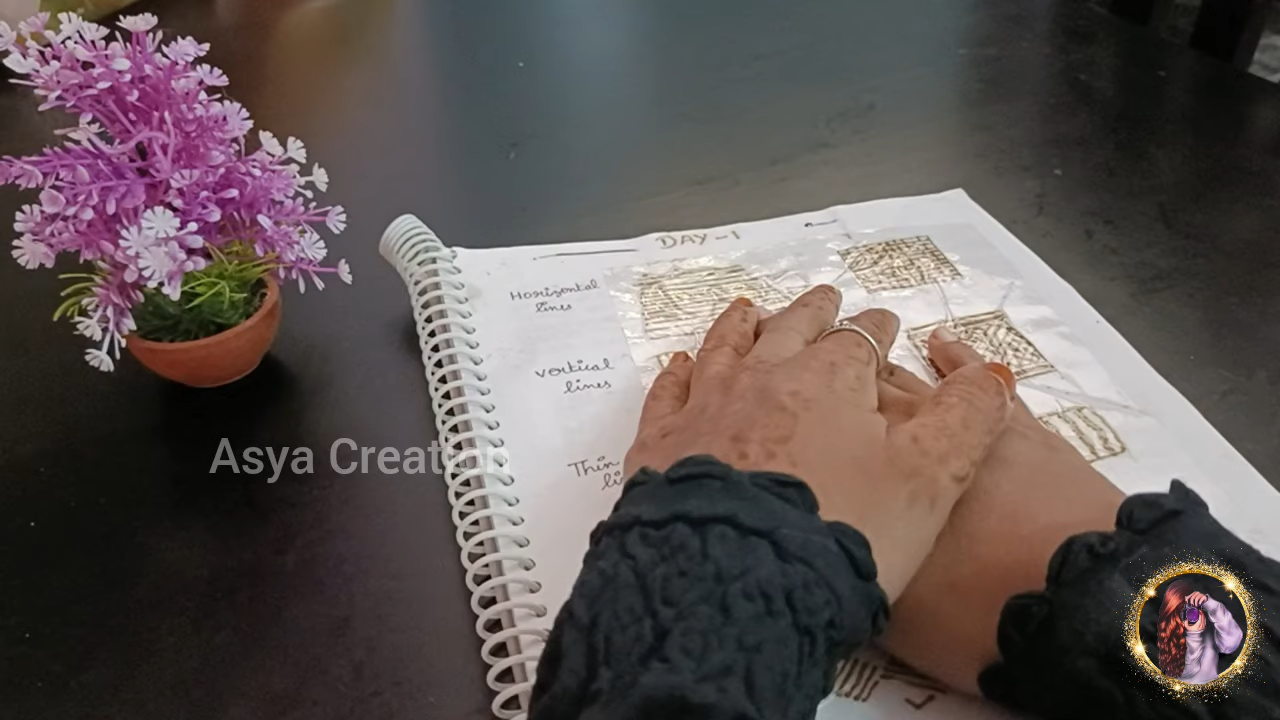 DAY-1
Horizontal
lines
vertical
lines
Thin
Asya Creation